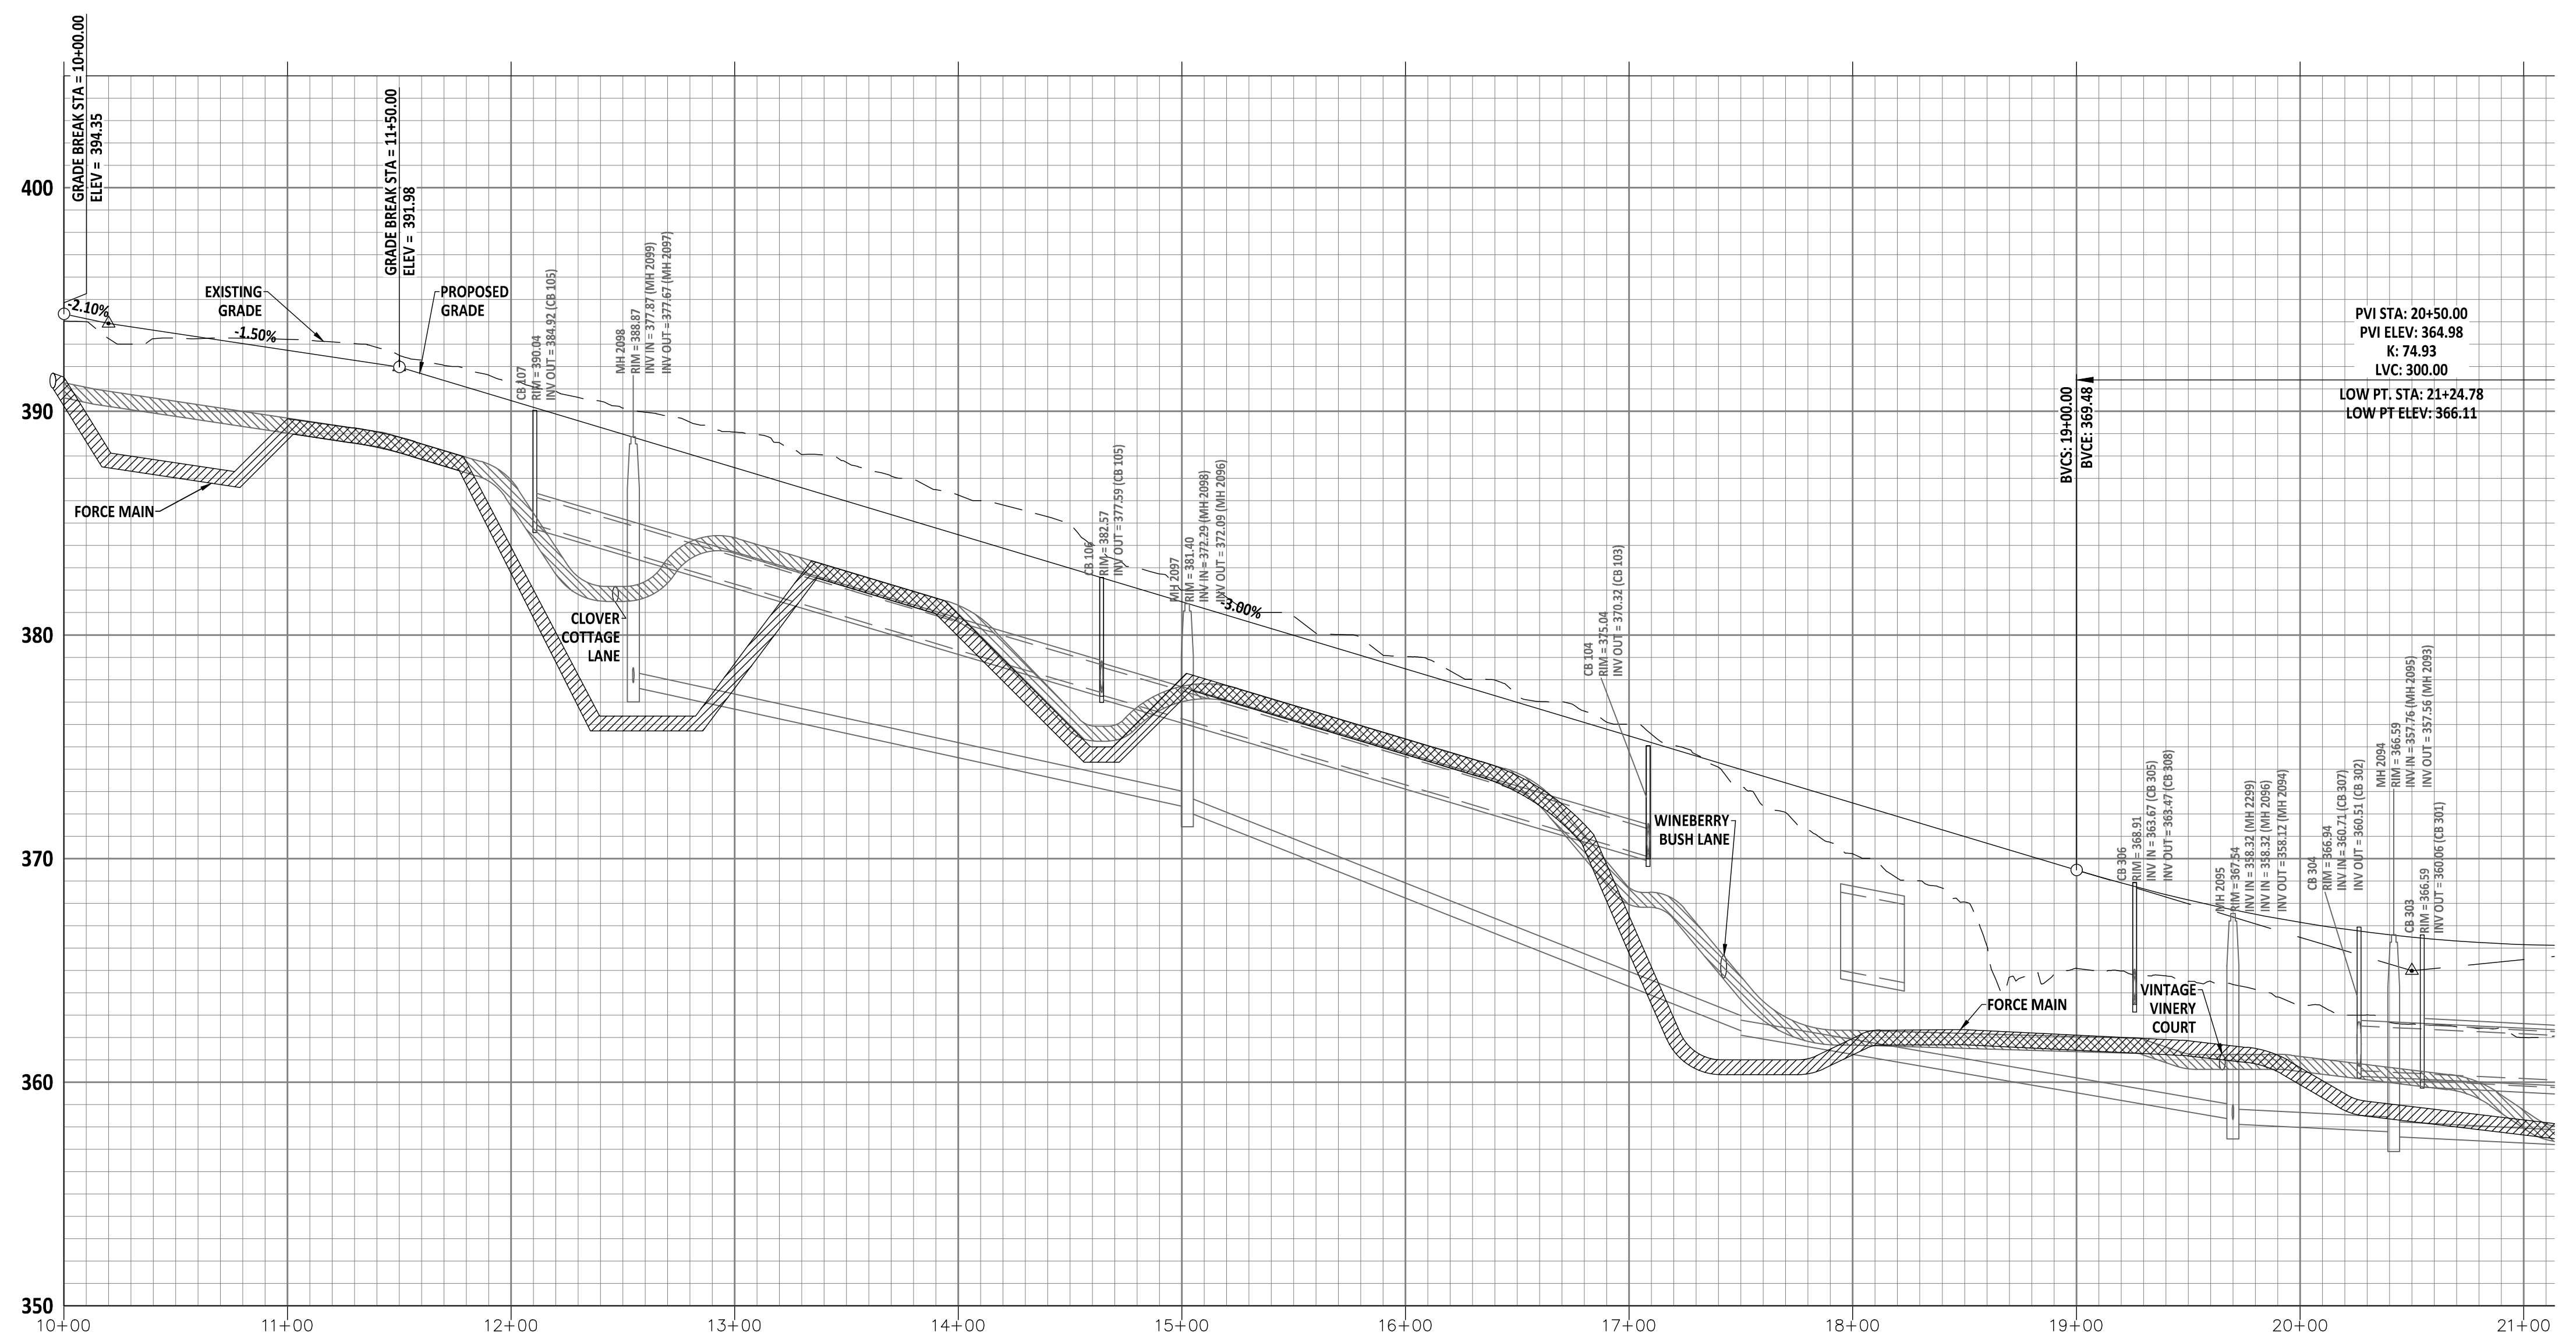 GRADE BREAK STA = 10+00.00
ELEV = 394.35
GRADE BREAK STA = 11+50.00
ELEV = 391.98
400
390
380
370
360
350
-2.10%
-1.50%
EXISTING
GRADE
PROPOSED
GRADE
FORCE MAIN
CB 107
RIM = 390.04
INV OUT = 384.92 (CB 105)
MH 2098
RIM = 388.87
INV IN = 377.87 (MH 2099)
INV OUT = 377.67 (MH 2097)
CLOVER
COTTAGE
LANE
CB 106
RIM = 382.57
INV OUT = 377.59 (CB 105)
MH 2097
RIM = 381.40
INV IN = 372.29 (MH 2098)
INV OUT = 372.09 (MH 2096)
-3.00%
CB 104
RIM = 375.04
INV OUT = 370.32 (CB 103)
WINEBERRY
BUSH LANE
BVCS: 19+00.00
BVCE: 369.48
PVI STA: 20+50.00
PVI ELEV: 364.98
K: 74.93
LVC: 300.00
LOW PT. STA: 21+24.78
LOW PT ELEV: 366.11
FORCE MAIN
CB 306
RIM = 368.91
INV IN = 363.67 (CB 305)
INV OUT = 363.47 (CB 308)
VINTAGE
VINERY
COURT
MH 2095
RIM = 367.54
INV IN = 358.32 (MH 2299)
INV IN = 358.32 (MH 2096)
INV OUT = 358.12 (MH 2094)
CB 304
RIM = 366.94
INV IN = 360.71 (CB 307)
INV OUT = 360.51 (CB 302)
MH 2094
RIM = 366.59
INV IN = 357.76 (MH 2095)
INV OUT = 357.56 (MH 2093)
CB 303
RIM = 366.59
INV OUT = 360.06 (CB 301)
10+00
11+00
12+00
13+00
14+00
15+00
16+00
17+00
18+00
19+00
20+00
21+00